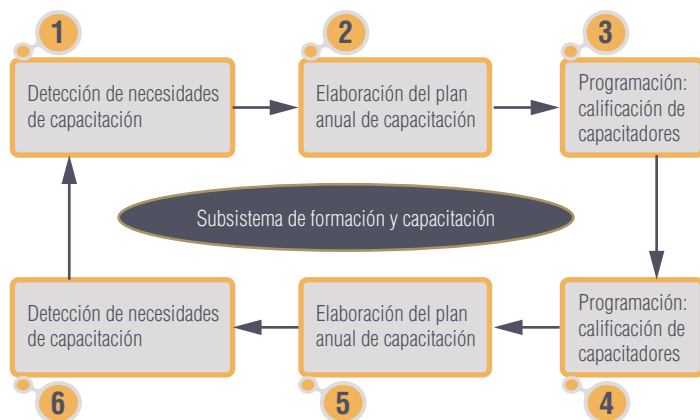 1
Detección de necesidades
de capacitación
2
Elaboración del plan
anual de capacitación
3
Programación:
calificación de
capacitadores
Subsistema de formación y capacitación
Detección de necesidades
de capacitación
6
Elaboración del plan
anual de capacitación
5
Programación:
calificación de
capacitadores
4